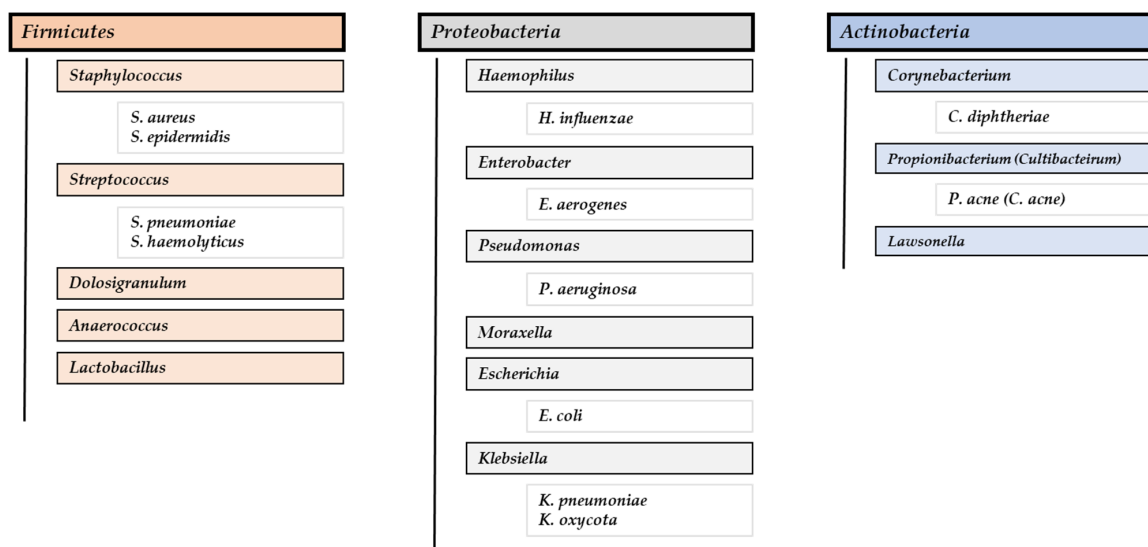 Firmicutes
Staphylococcus
S. aureus
S. epidermidis
Streptococcus
S. pneumoniae
S. haemolyticus
Dolosigranulum
Anaerococcus
Lactobacillus
Proteobacteria
Haemophilus
H. influenzae
Enterobacter
E. aerogenes
Pseudomonas
P. aeruginosa
Moraxella
Escherichia
E. coli
Klebsiella
K. pneumoniae
K. oxycota
Actinobacteria
Corynebacterium
C. diphtheriae
Propionibacterium (Cultibacteirum)
P. acne (C. acne)
Lawsonella